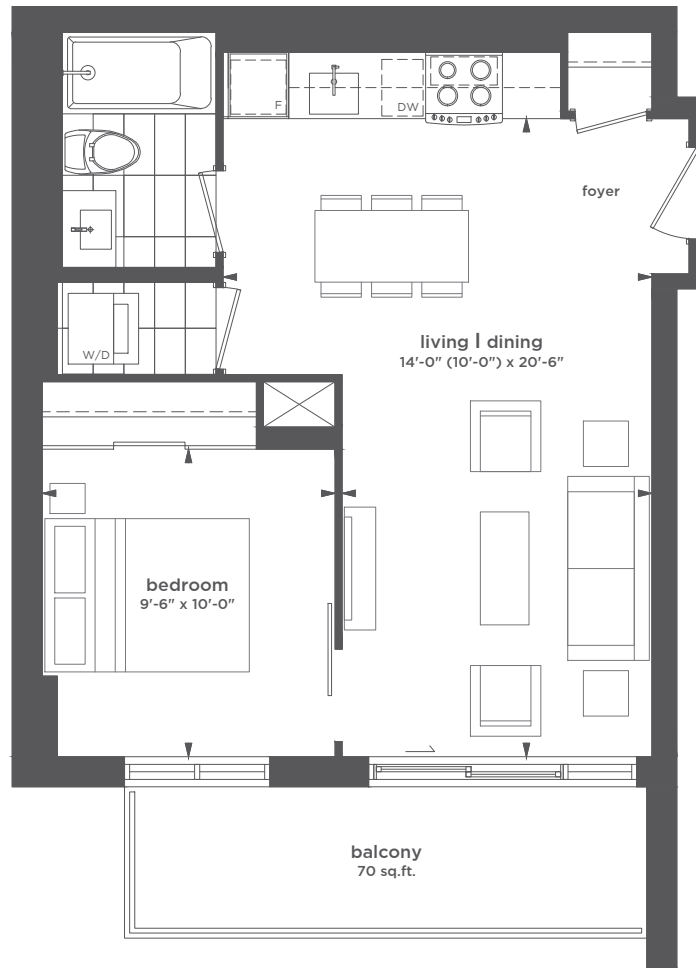 F
DW
foyer
W/D
living | dining
14'-0" (10'-0") x 20'-6"
bedroom
9'-6" x 10'-0"
balcony
70 sq.ft.